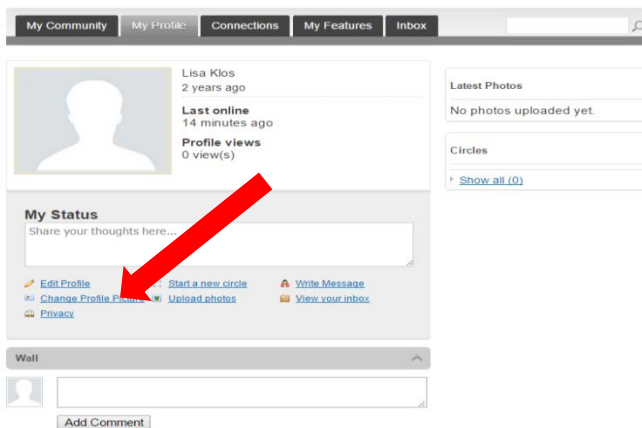 My Community My Profile Connections My Features Inbox
Lisa Klos
2 years ago
Last online
14 minutes ago
Profile views
0 view(s)
Latest Photos
No photos uploaded yet.
Circles
Show all (0)
My Status
Share your thoughts here...
Edit Profile Start a new circle Write Message
Change Profile Picture Upload photos View your inbox
Privacy
Wall
Add Comment